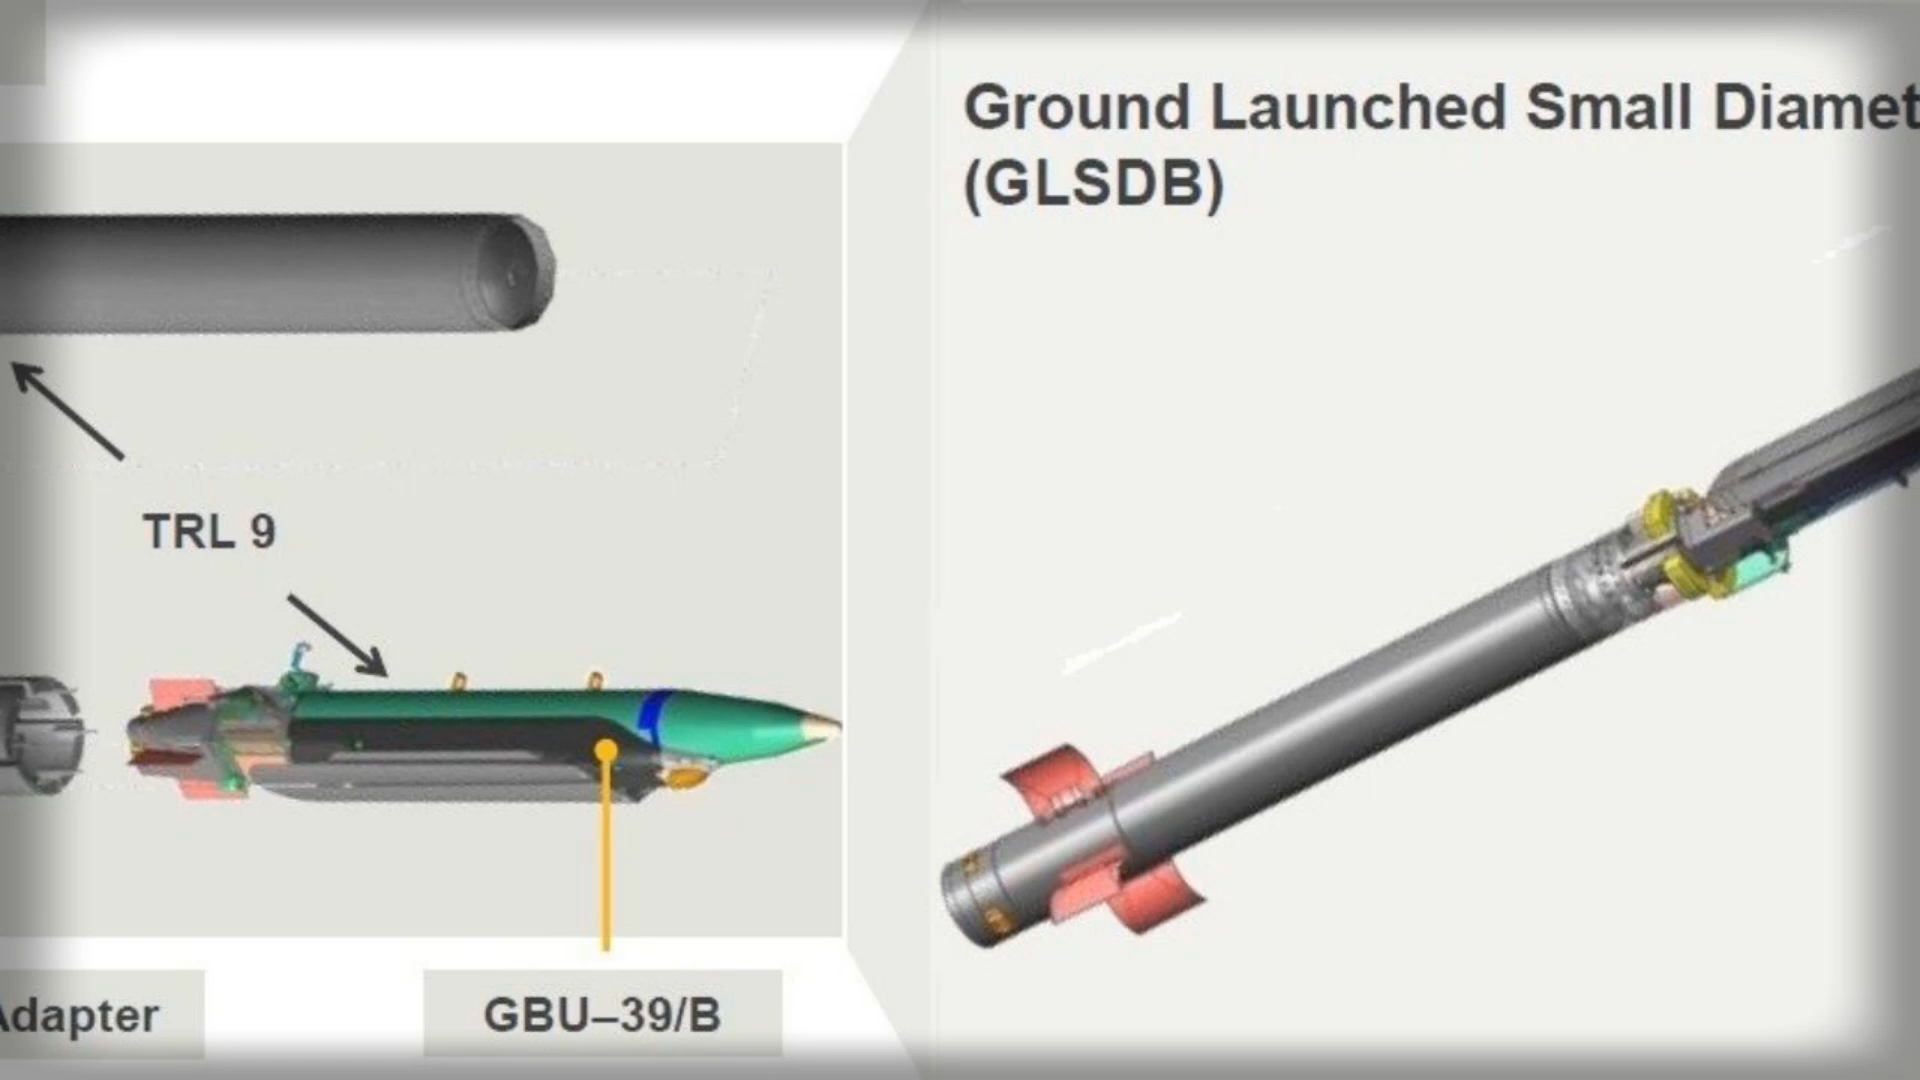 Ground Launched Small Diamet
(GLSDB)
TRL 9
Adapter
GBU–39/B